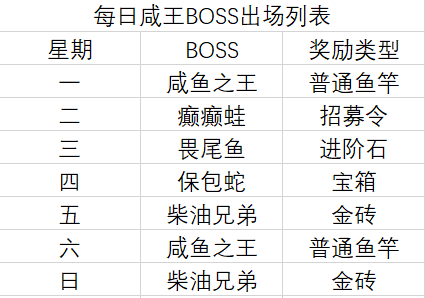 每日咸王BOSS出场列表
星期 BOSS 奖励类型
一 咸鱼之王 普通鱼竿
二 癫癫蛙 招募令
三 畏尾鱼 进阶石
四 保包蛇 宝箱
五 柴油兄弟 金砖
六 咸鱼之王 普通鱼竿
日 柴油兄弟 金砖